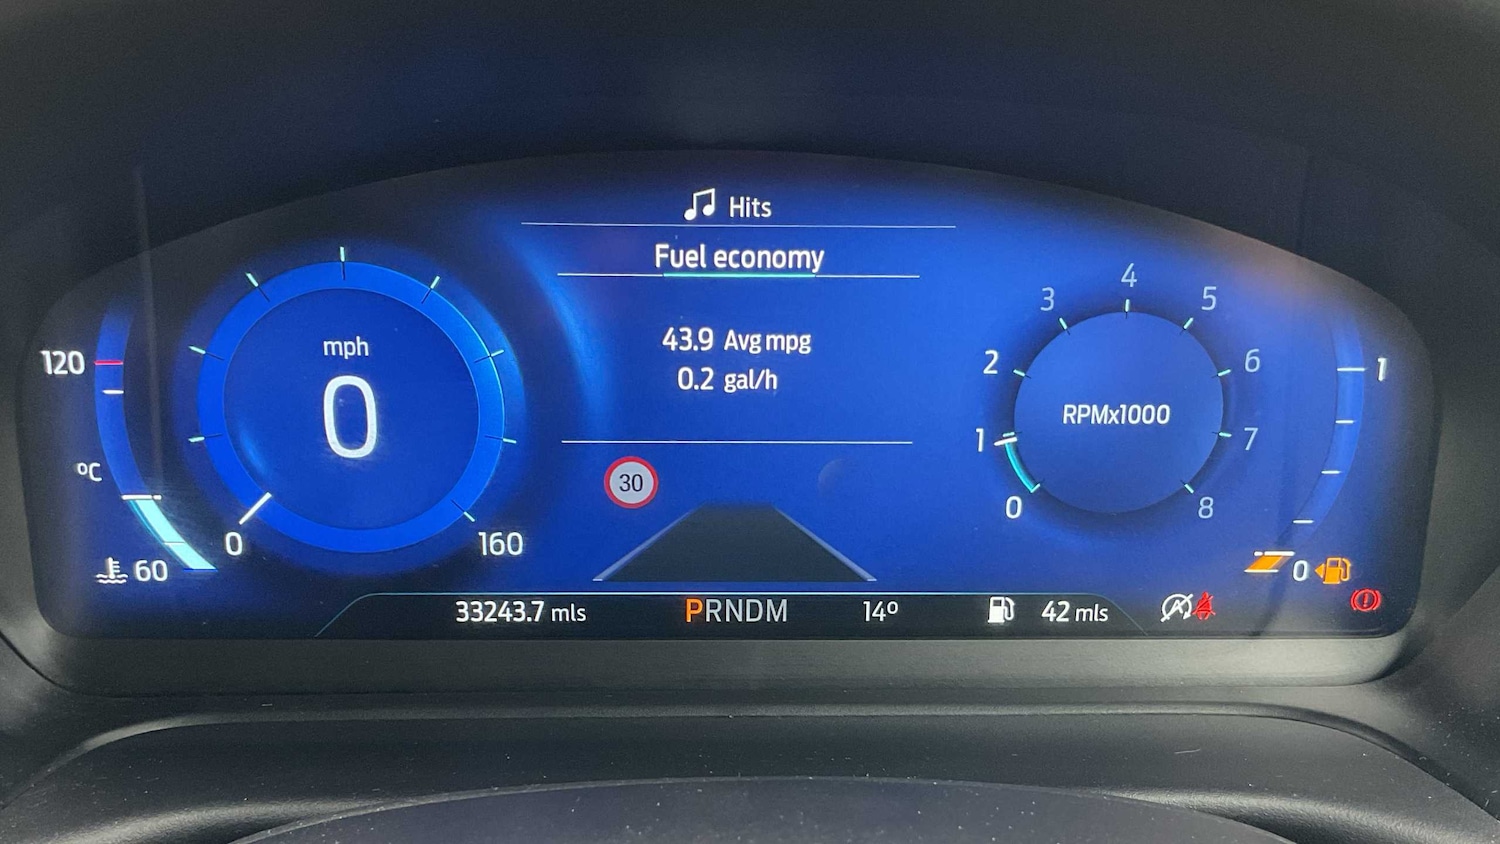 Hits
Fuel economy
43.9 Avg mpg
0.2 gal/h
120
°C
60
mph
0
0
160
30
0
1
2
3
4
5
6
7
8
RPMx1000
1
0
33243.7 mls
PRNDM
14º
42 mls